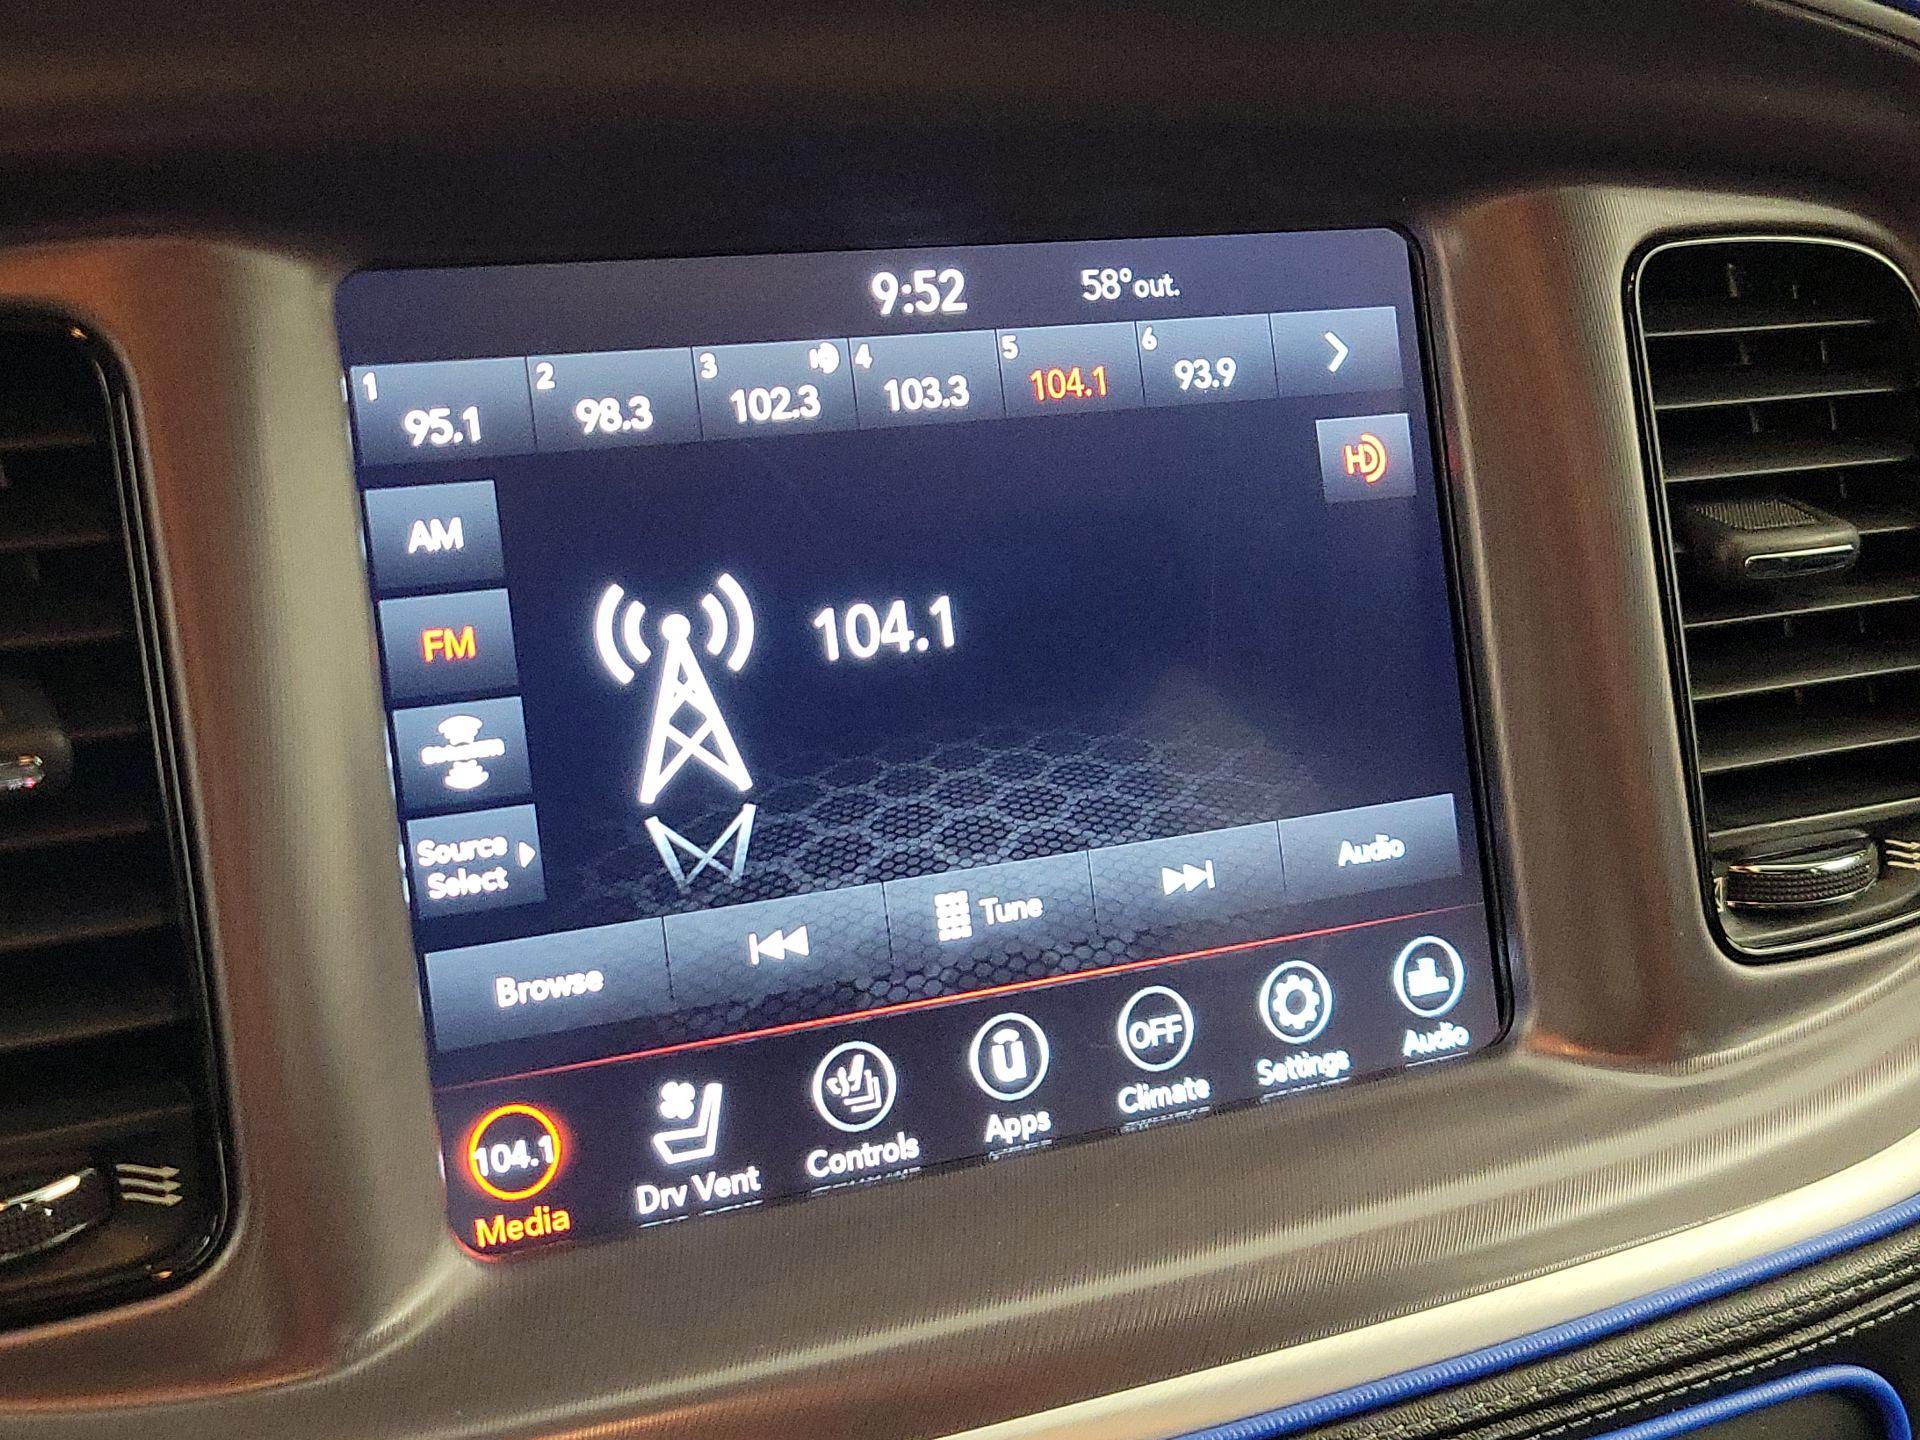 9:52 58° out.
1 95.1 2 98.3 3 102.3 HD 4 103.3 5 104.1 6 93.9
HD
AM
FM
104.1
Source
Select
Browse Tune Audio
104.1 OFF
Media Drv Vent Controls Apps Climate Settings Audio